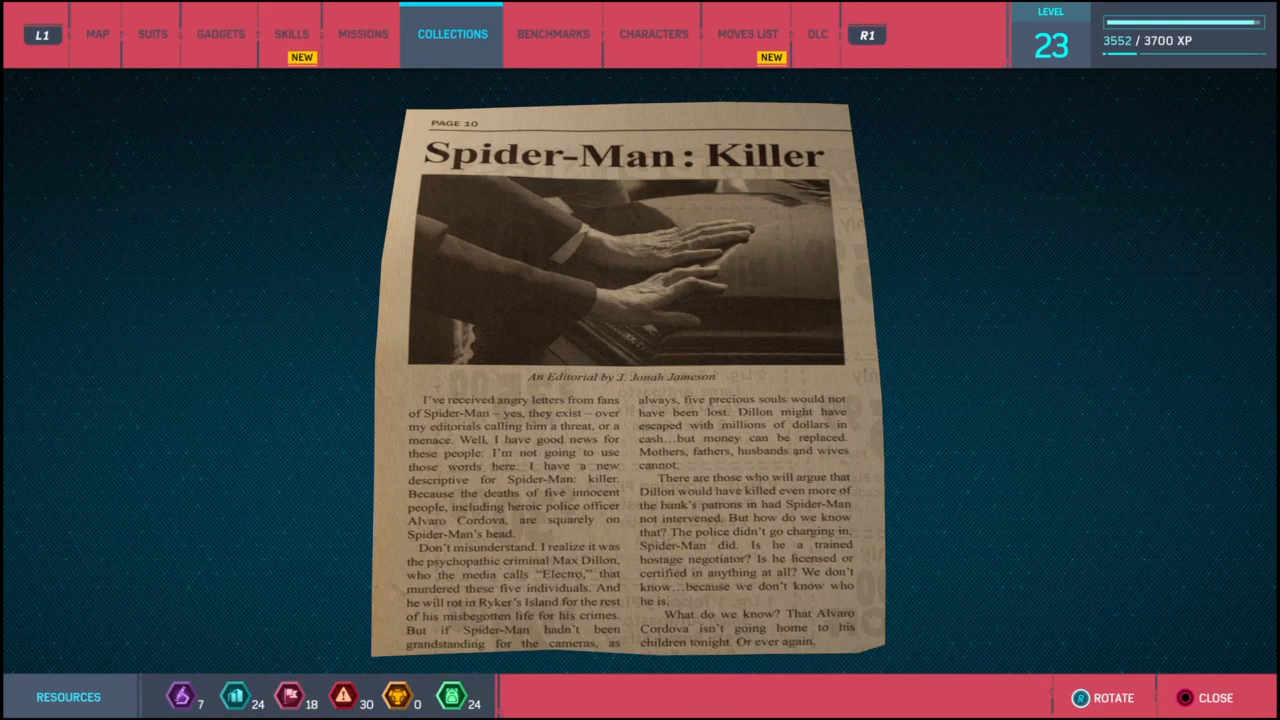 L1
MAP
SUITS
GADGETS
SKILLS
NEW
MISSIONS
COLLECTIONS
BENCHMARKS
CHARACTERS
MOVES LIST
NEW
DLC
R1
LEVEL
23
3552 / 3700 XP
PAGE 10
Spider-Man : Killer
An Editorial by J. Jonah Jameson
I've received angry letters from fans
of Spider-Man – yes, they exist – over
my editorials calling him a threat, or a
menace. Well, I have good news for
these people: I'm not going to use
those words here. I have a new
descriptive for Spider-Man: killer.
Because the deaths of five innocent
people, including heroic police officer
Alvaro Cordova, are squarely on
Spider-Man's head.
Don't misunderstand. I realize it was
the psychopathic criminal Max Dillon,
who the media calls "Electro," that
murdered these five individuals. And
he will rot in Ryker's Island for the rest
of his misbegotten life for his crimes.
But if Spider-Man hadn't been
grandstanding for the cameras, as
always, five precious souls would not
have been lost. Dillon might have
escaped with millions of dollars in
cash...but money can be replaced.
Mothers, fathers, husbands and wives
cannot.
There are those who will argue that
Dillon would have killed even more of
the bank's patrons in had Spider-Man
not intervened. But how do we know
that? The police didn't go charging in,
Spider-Man did. Is he a trained
hostage negotiator? Is he licensed or
certified in anything at all? We don't
know...because we don't know who
he is.
What do we know? That Alvaro
Cordova isn't going home to his
children tonight. Or ever again.
RESOURCES
7
24
18
30
0
24
R ROTATE
CLOSE